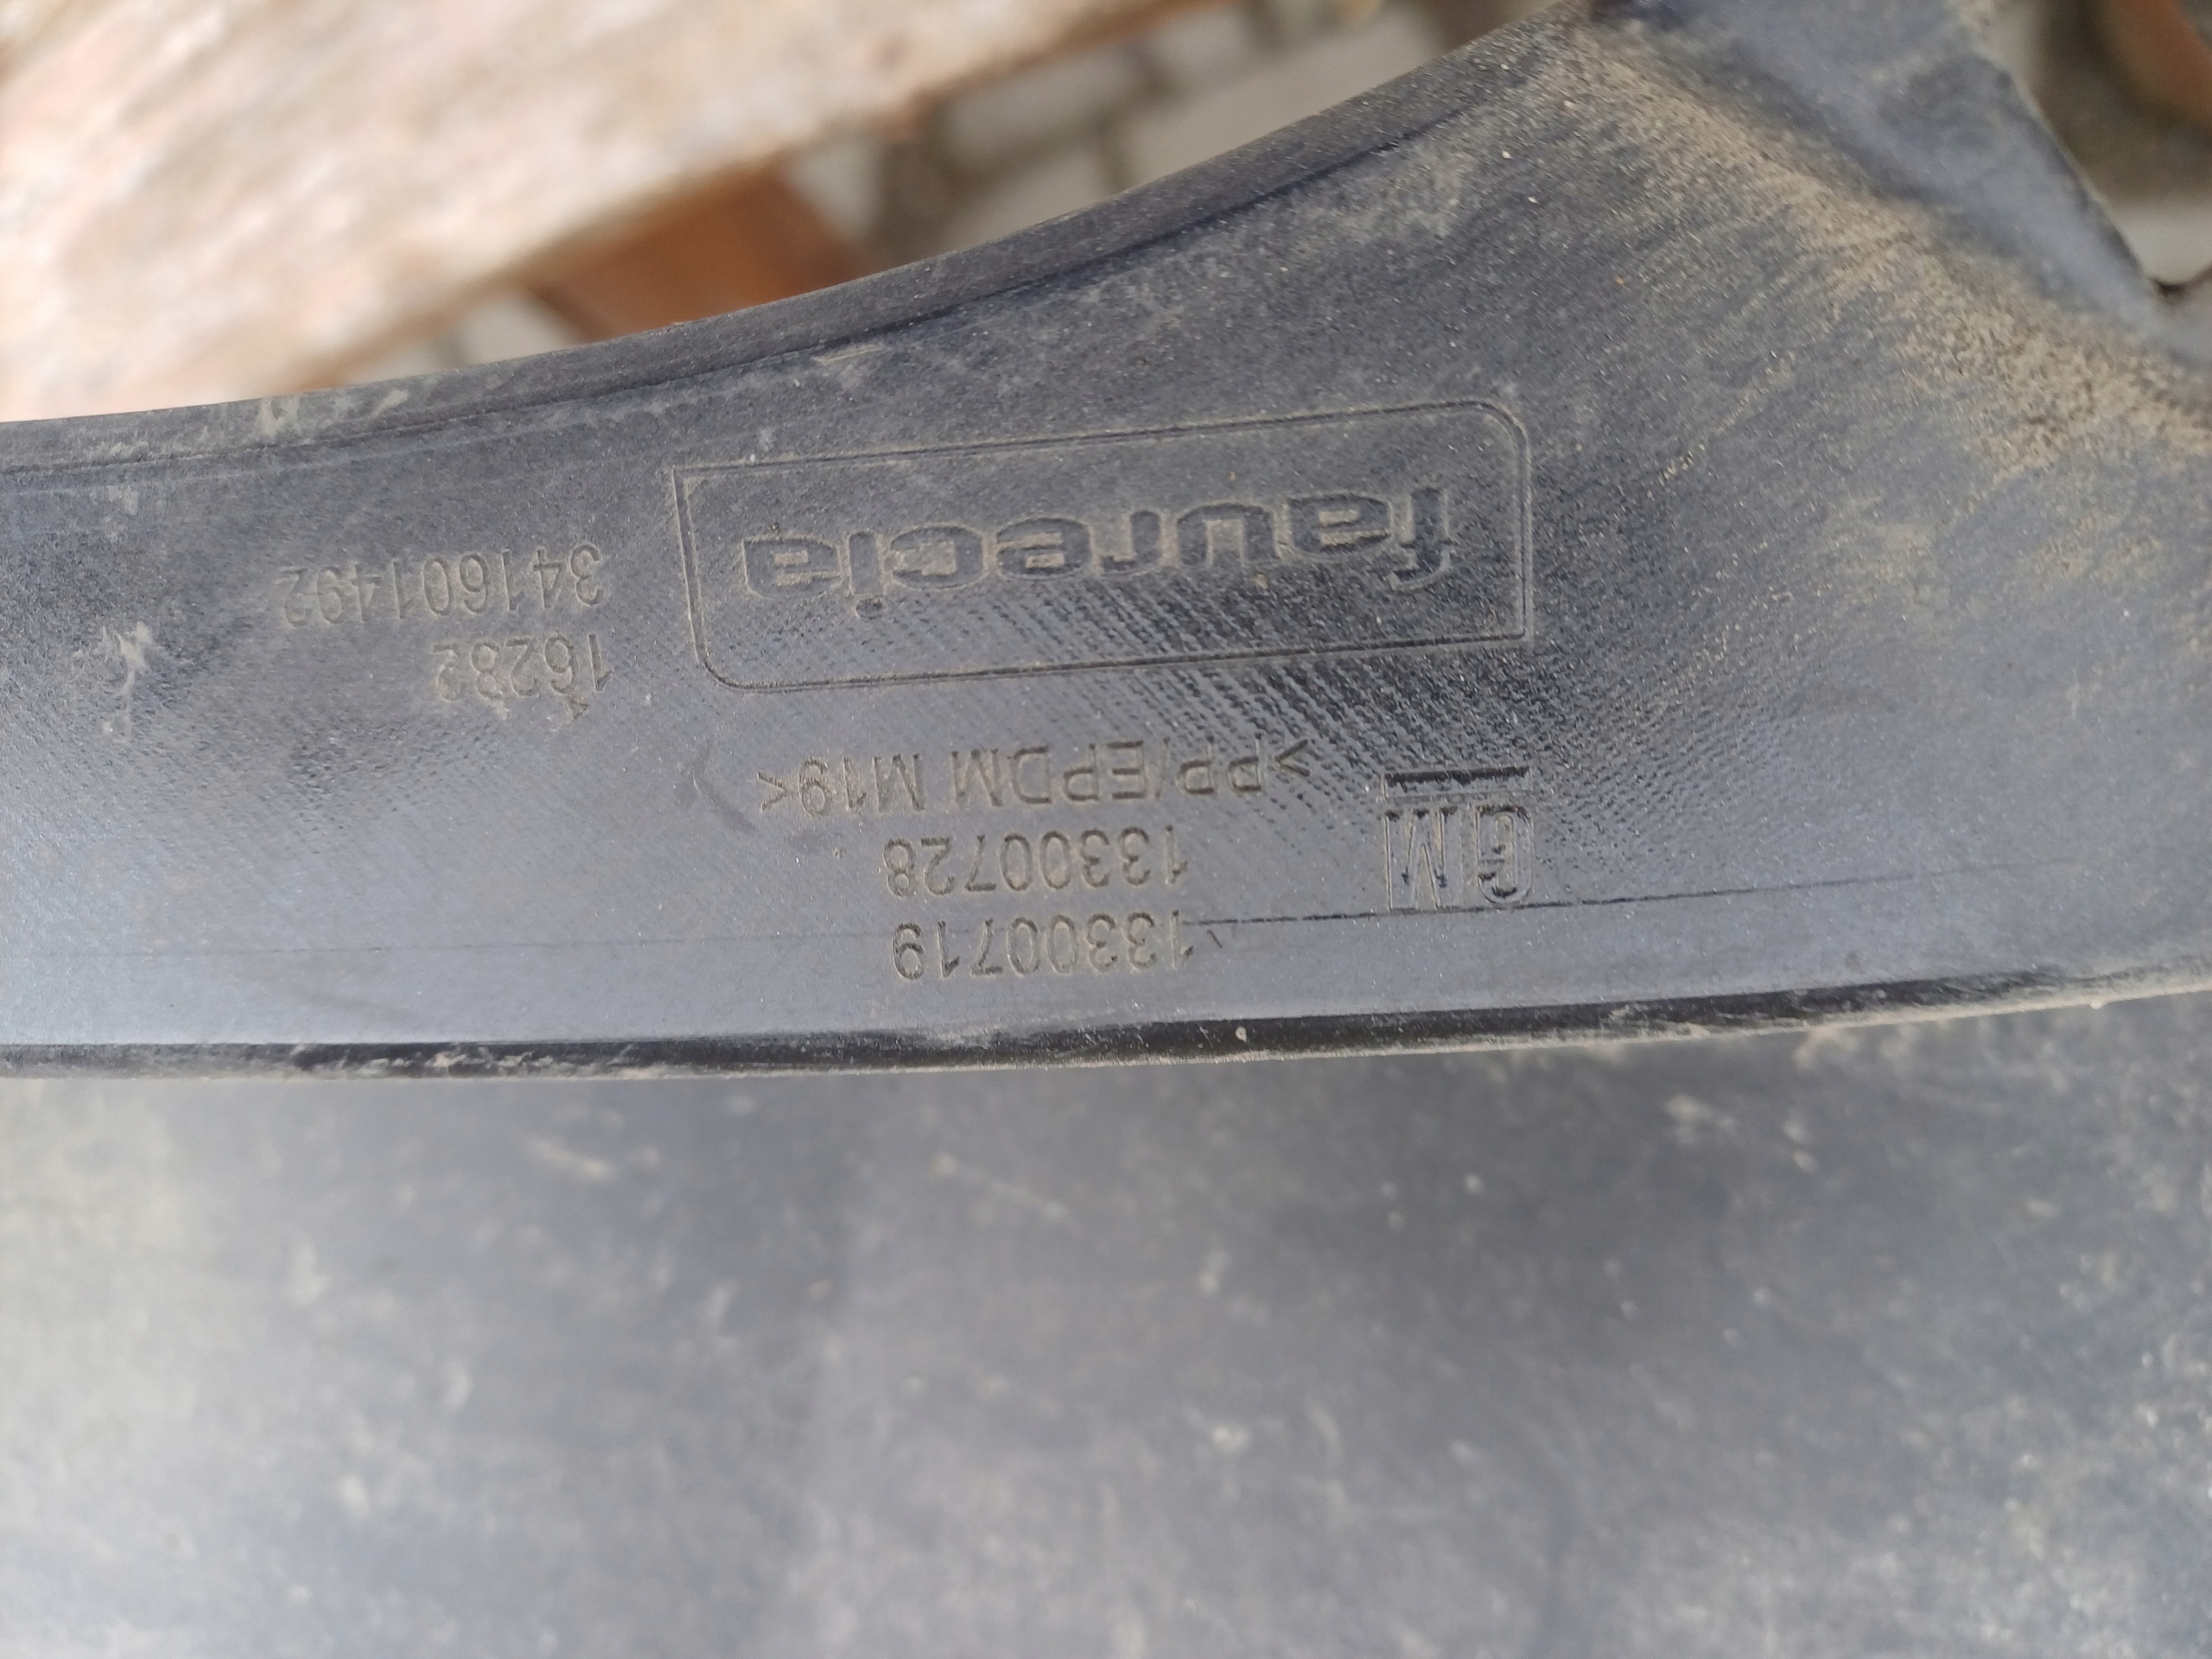 13300719
GM
13300728
>PP/EPDM M19<
faurecia
16282
341601492